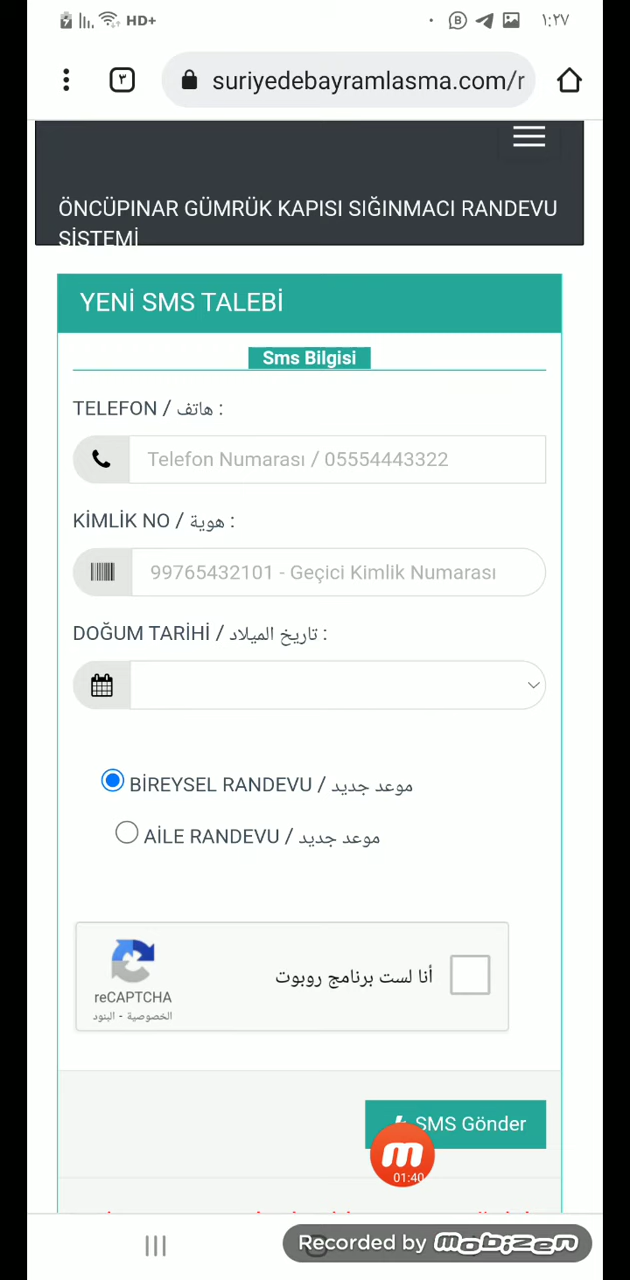 HD+
١:٢٧
٣
suriyedebayramlasma.com/r
ÖNCÜPINAR GÜMRÜK KAPISI SIĞINMACI RANDEVU
SİSTEMİ
YENİ SMS TALEBİ
Sms Bilgisi
TELEFON / هاتف :
Telefon Numarası / 05554443322
KİMLİK NO / هوية :
99765432101 - Geçici Kimlik Numarası
DOĞUM TARİHİ / تاريخ الميلاد :
BİREYSEL RANDEVU / موعد جديد
AİLE RANDEVU / موعد جديد
أنا لست برنامج روبوت
reCAPTCHA
الخصوصية - البنود
SMS Gönder
01:40
Recorded by mobizen